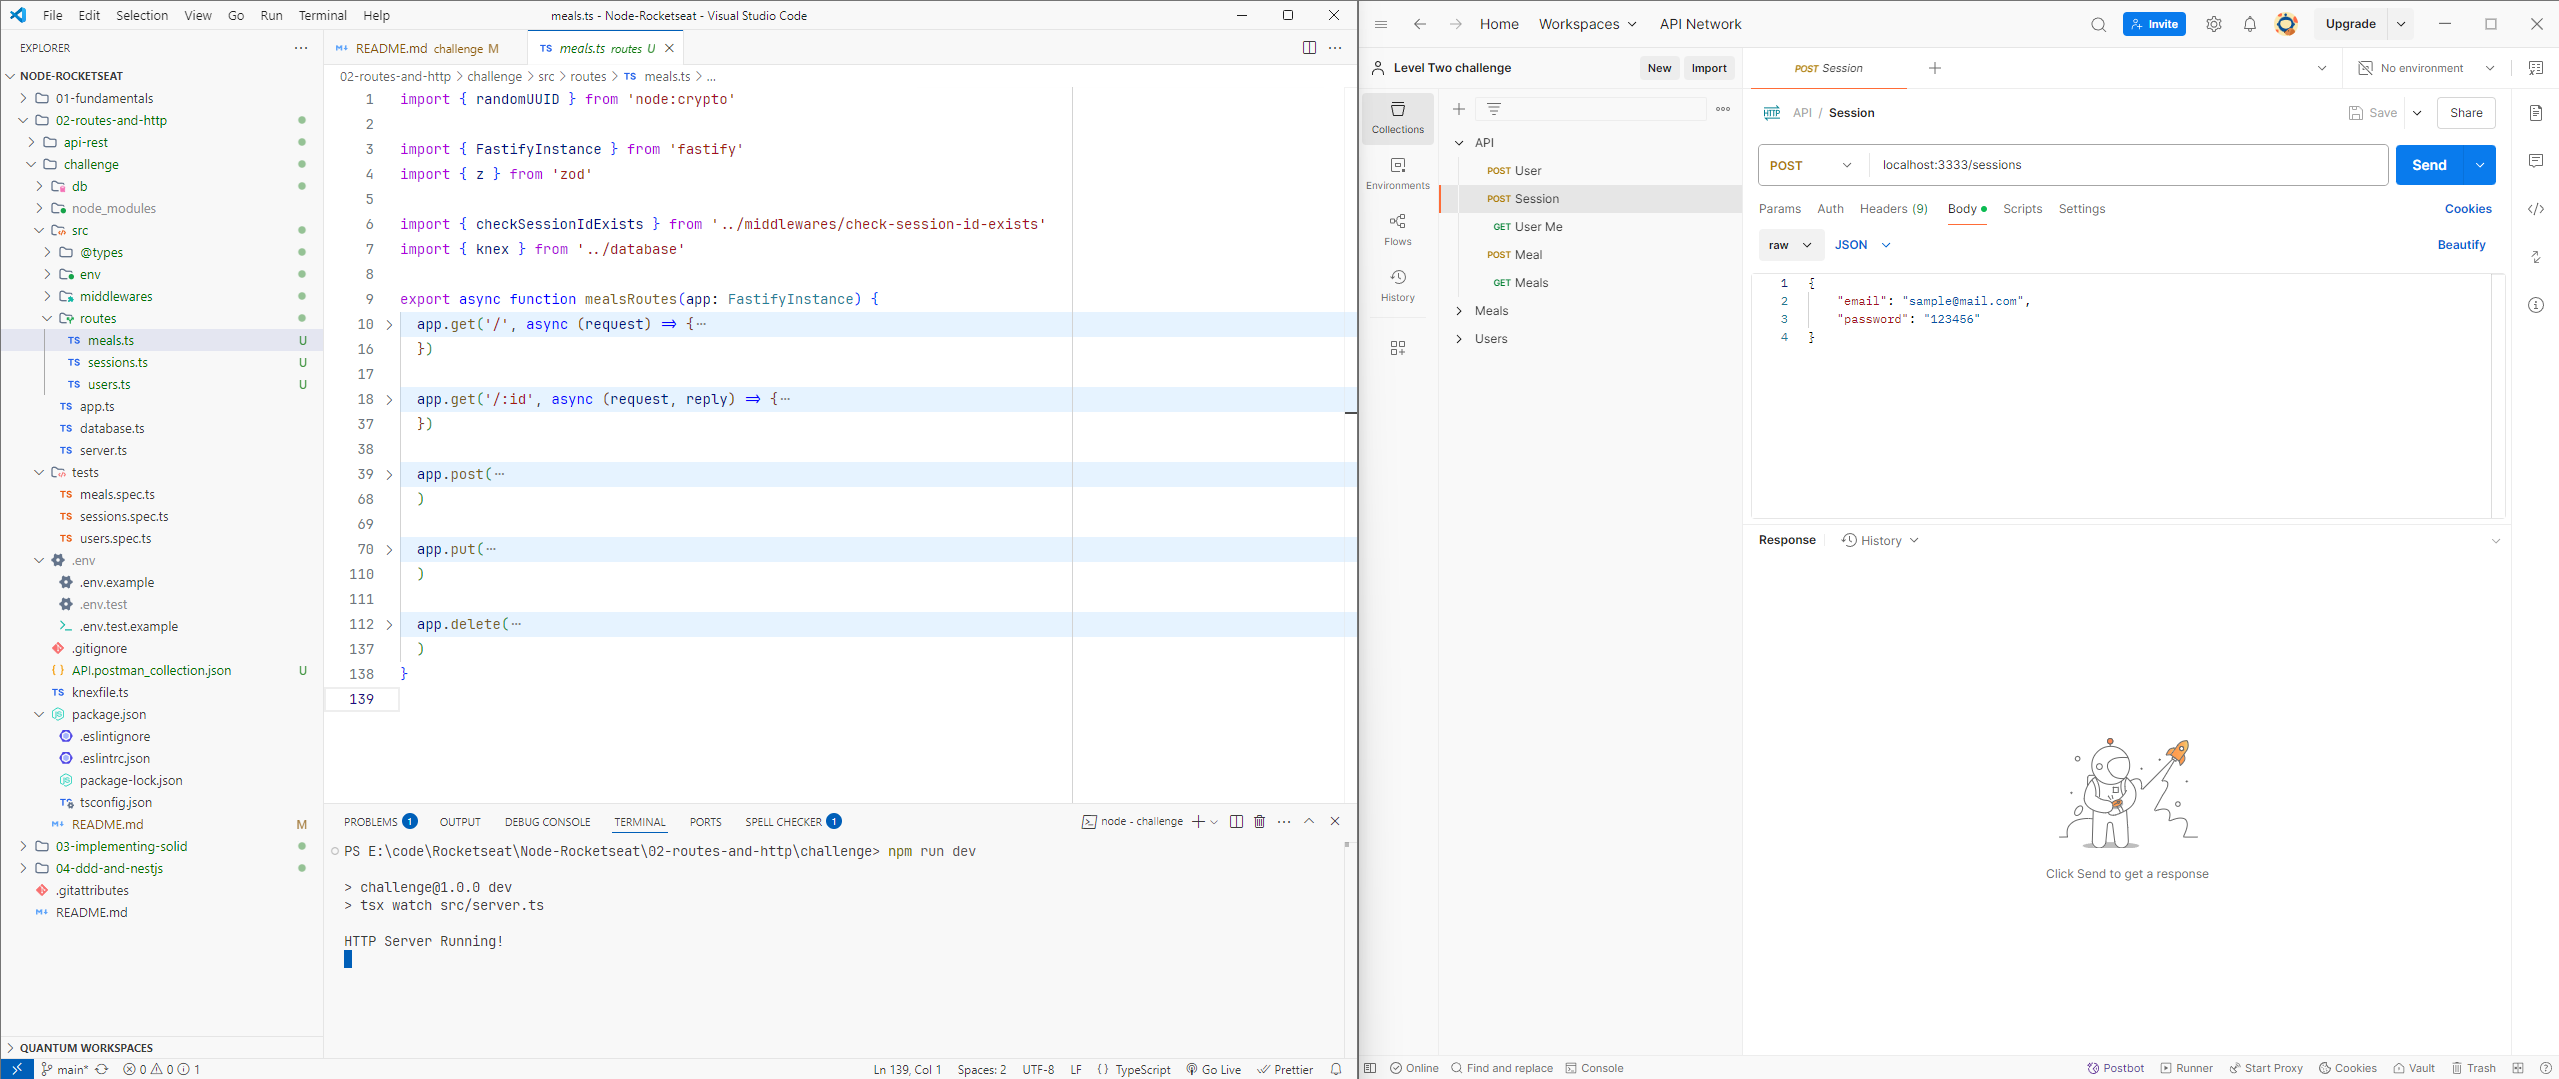 File Edit Selection View Go Run Terminal Help
meals.ts - Node-Rocketseat - Visual Studio Code
EXPLORER
NODE-ROCKETSEAT
01-fundamentals
02-routes-and-http
api-rest
challenge
db
node_modules
src
@types
env
middlewares
routes
TS meals.ts U
TS sessions.ts U
TS users.ts U
TS app.ts
TS database.ts
TS server.ts
tests
TS meals.spec.ts
TS sessions.spec.ts
TS users.spec.ts
.env
.env.example
.env.test
.env.test.example
.gitignore
{ } API.postman_collection.json U
TS knexfile.ts
package.json
.eslintignore
.eslintrc.json
package-lock.json
TS tsconfig.json
M↓ README.md M
03-implementing-solid
04-ddd-and-nestjs
.gitattributes
M↓ README.md
QUANTUM WORKSPACES
M↓ README.md challenge M
TS meals.ts routes U
02-routes-and-http > challenge > src > routes > TS meals.ts > ...
1 import { randomUUID } from 'node:crypto'
2
3 import { FastifyInstance } from 'fastify'
4 import { z } from 'zod'
5
6 import { checkSessionIdExists } from '../middlewares/check-session-id-exists'
7 import { knex } from '../database'
8
9 export async function mealsRoutes(app: FastifyInstance) {
10 app.get('/', async (request) ⇒ {⋯
16 })
17
18 app.get('/:id', async (request, reply) ⇒ {⋯
37 })
38
39 app.post(⋯
68 )
69
70 app.put(⋯
110 )
111
112 app.delete(⋯
137 )
138 }
139
PROBLEMS 1 OUTPUT DEBUG CONSOLE TERMINAL PORTS SPELL CHECKER 1
node - challenge
PS E:\code\Rocketseat\Node-Rocketseat\02-routes-and-http\challenge> npm run dev
> challenge@1.0.0 dev
> tsx watch src/server.ts
HTTP Server Running!
main* 0 0 1
Ln 139, Col 1 Spaces: 2 UTF-8 LF { } TypeScript Go Live Prettier
Home Workspaces API Network
Invite
Upgrade
Level Two challenge
New Import
Collections
Environments
Flows
History
API
POST User
POST Session
GET User Me
POST Meal
GET Meals
Meals
Users
POST Session
No environment
HTTP API / Session
Save
Share
POST localhost:3333/sessions
Send
Params Auth Headers (9) Body Scripts Settings
Cookies
raw JSON
Beautify
1 {
2 "email": "sample@mail.com",
3 "password": "123456"
4 }
Response History
Click Send to get a response
Online Find and replace Console
Postbot Runner Start Proxy Cookies Vault Trash